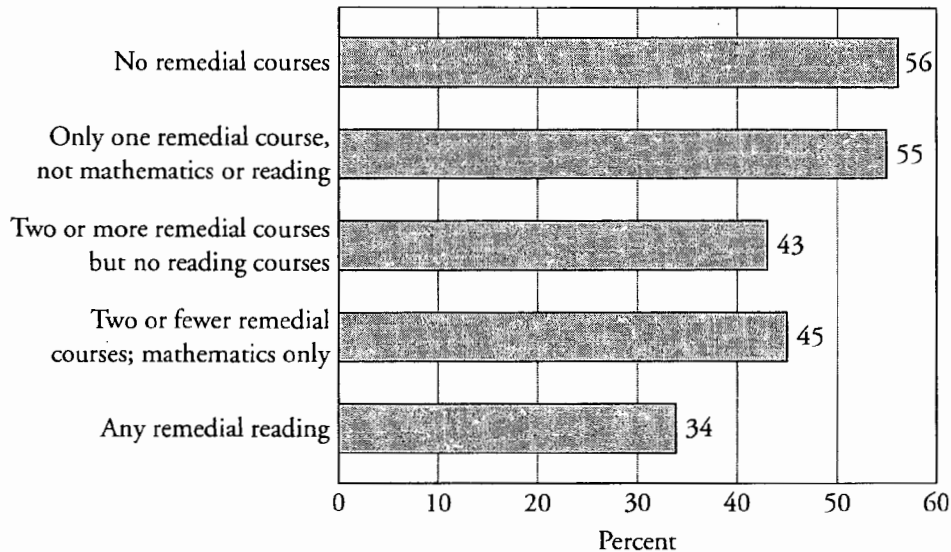 No remedial courses
56
Only one remedial course,
not mathematics or reading
55
Two or more remedial courses
but no reading courses
43
Two or fewer remedial
courses; mathematics only
45
Any remedial reading
34
0 10 20 30 40 50 60
Percent